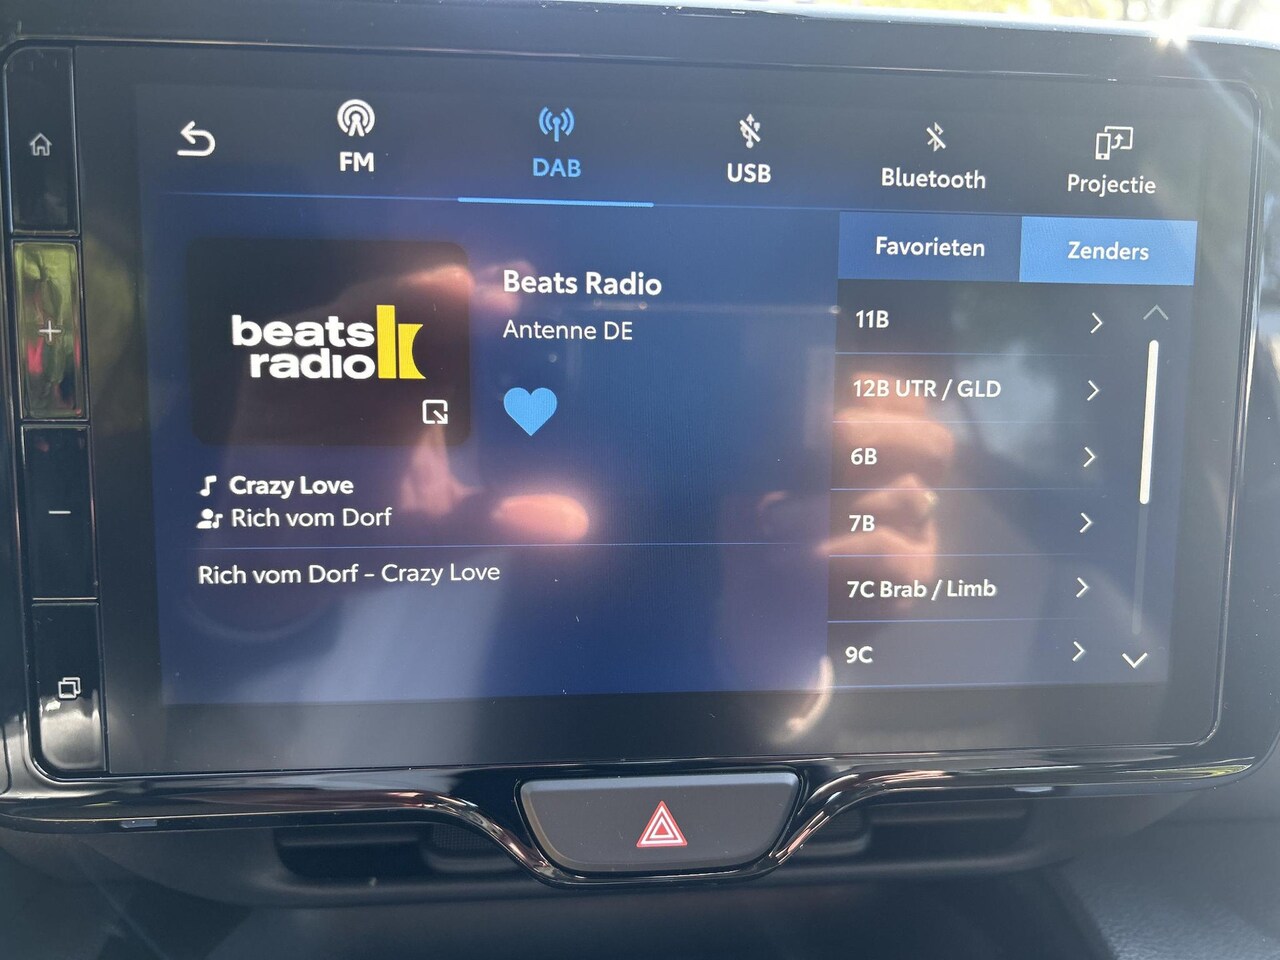 FM
DAB
USB
Bluetooth
Projectie
Favorieten
Zenders
beats
radio
Beats Radio
Antenne DE
Crazy Love
Rich vom Dorf
Rich vom Dorf - Crazy Love
11B
12B UTR / GLD
6B
7B
7C Brab / Limb
9C